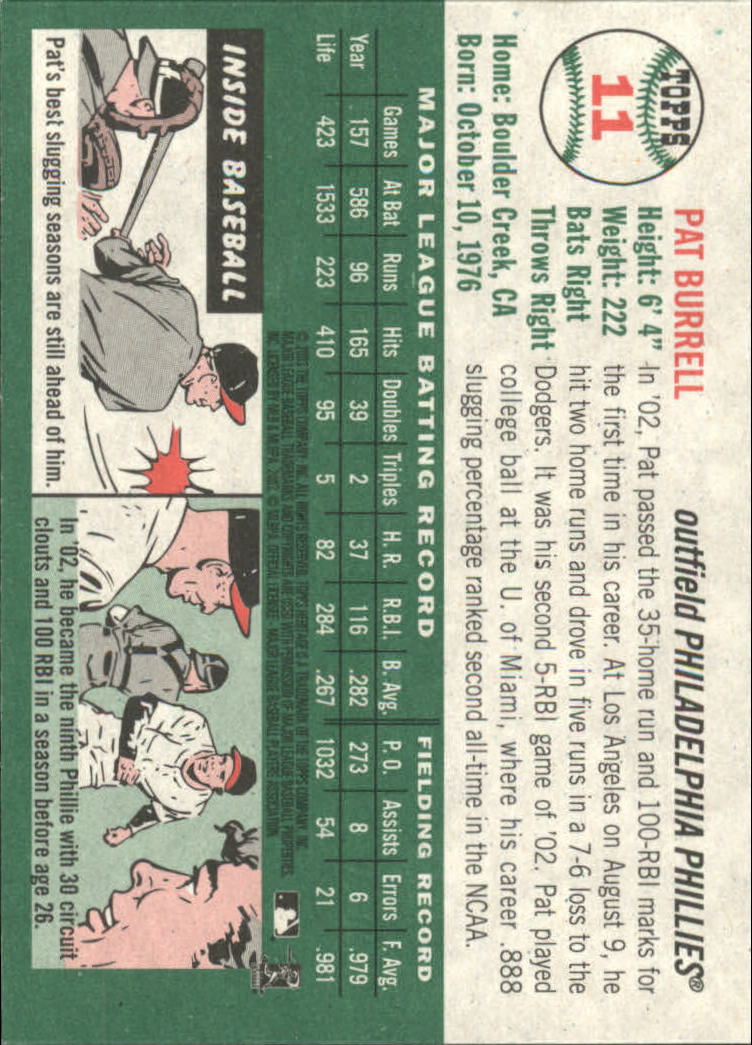 TOPPS
11
PAT BURRELL
outfield PHILADELPHIA PHILLIES®
Height: 6' 4"
Weight: 222
Bats Right
Throws Right
Home: Boulder Creek, CA
Born: October 10, 1976
In '02, Pat passed the 35-home run and 100-RBI marks for
the first time in his career. At Los Angeles on August 9, he
hit two home runs and drove in five runs in a 7-6 loss to the
Dodgers. It was his second 5-RBI game of '02. Pat played
college ball at the U. of Miami, where his career .888
slugging percentage ranked second all-time in the NCAA.
MAJOR LEAGUE BATTING RECORD
FIELDING RECORD
Games At Bat Runs Hits Doubles Triples H. R. R.B.I. B. Avg. P. O. Assists Errors F. Avg.
Year 157 586 96 165 39 2 37 116 .282 273 8 6 .979
Life 423 1533 223 410 95 5 82 284 .267 1032 54 21 .981
INSIDE BASEBALL
Pat's best slugging seasons are still ahead of him.
In '02, he became the ninth Phillie with 30 circuit
clouts and 100 RBI in a season before age 26.